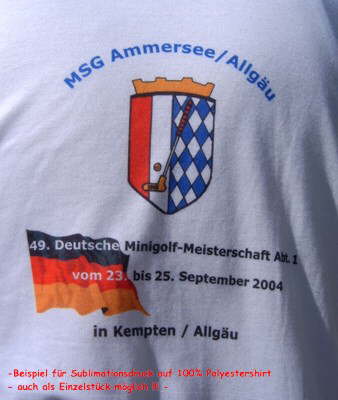 MSG Ammersee/Allgäu
49. Deutsche Minigolf-Meisterschaft Abt. 1
vom 23. bis 25. September 2004
in Kempten / Allgäu
-Beispiel für Sublimationsdruck auf 100% Polyestershirt
- auch als Einzelstück möglich !!! -